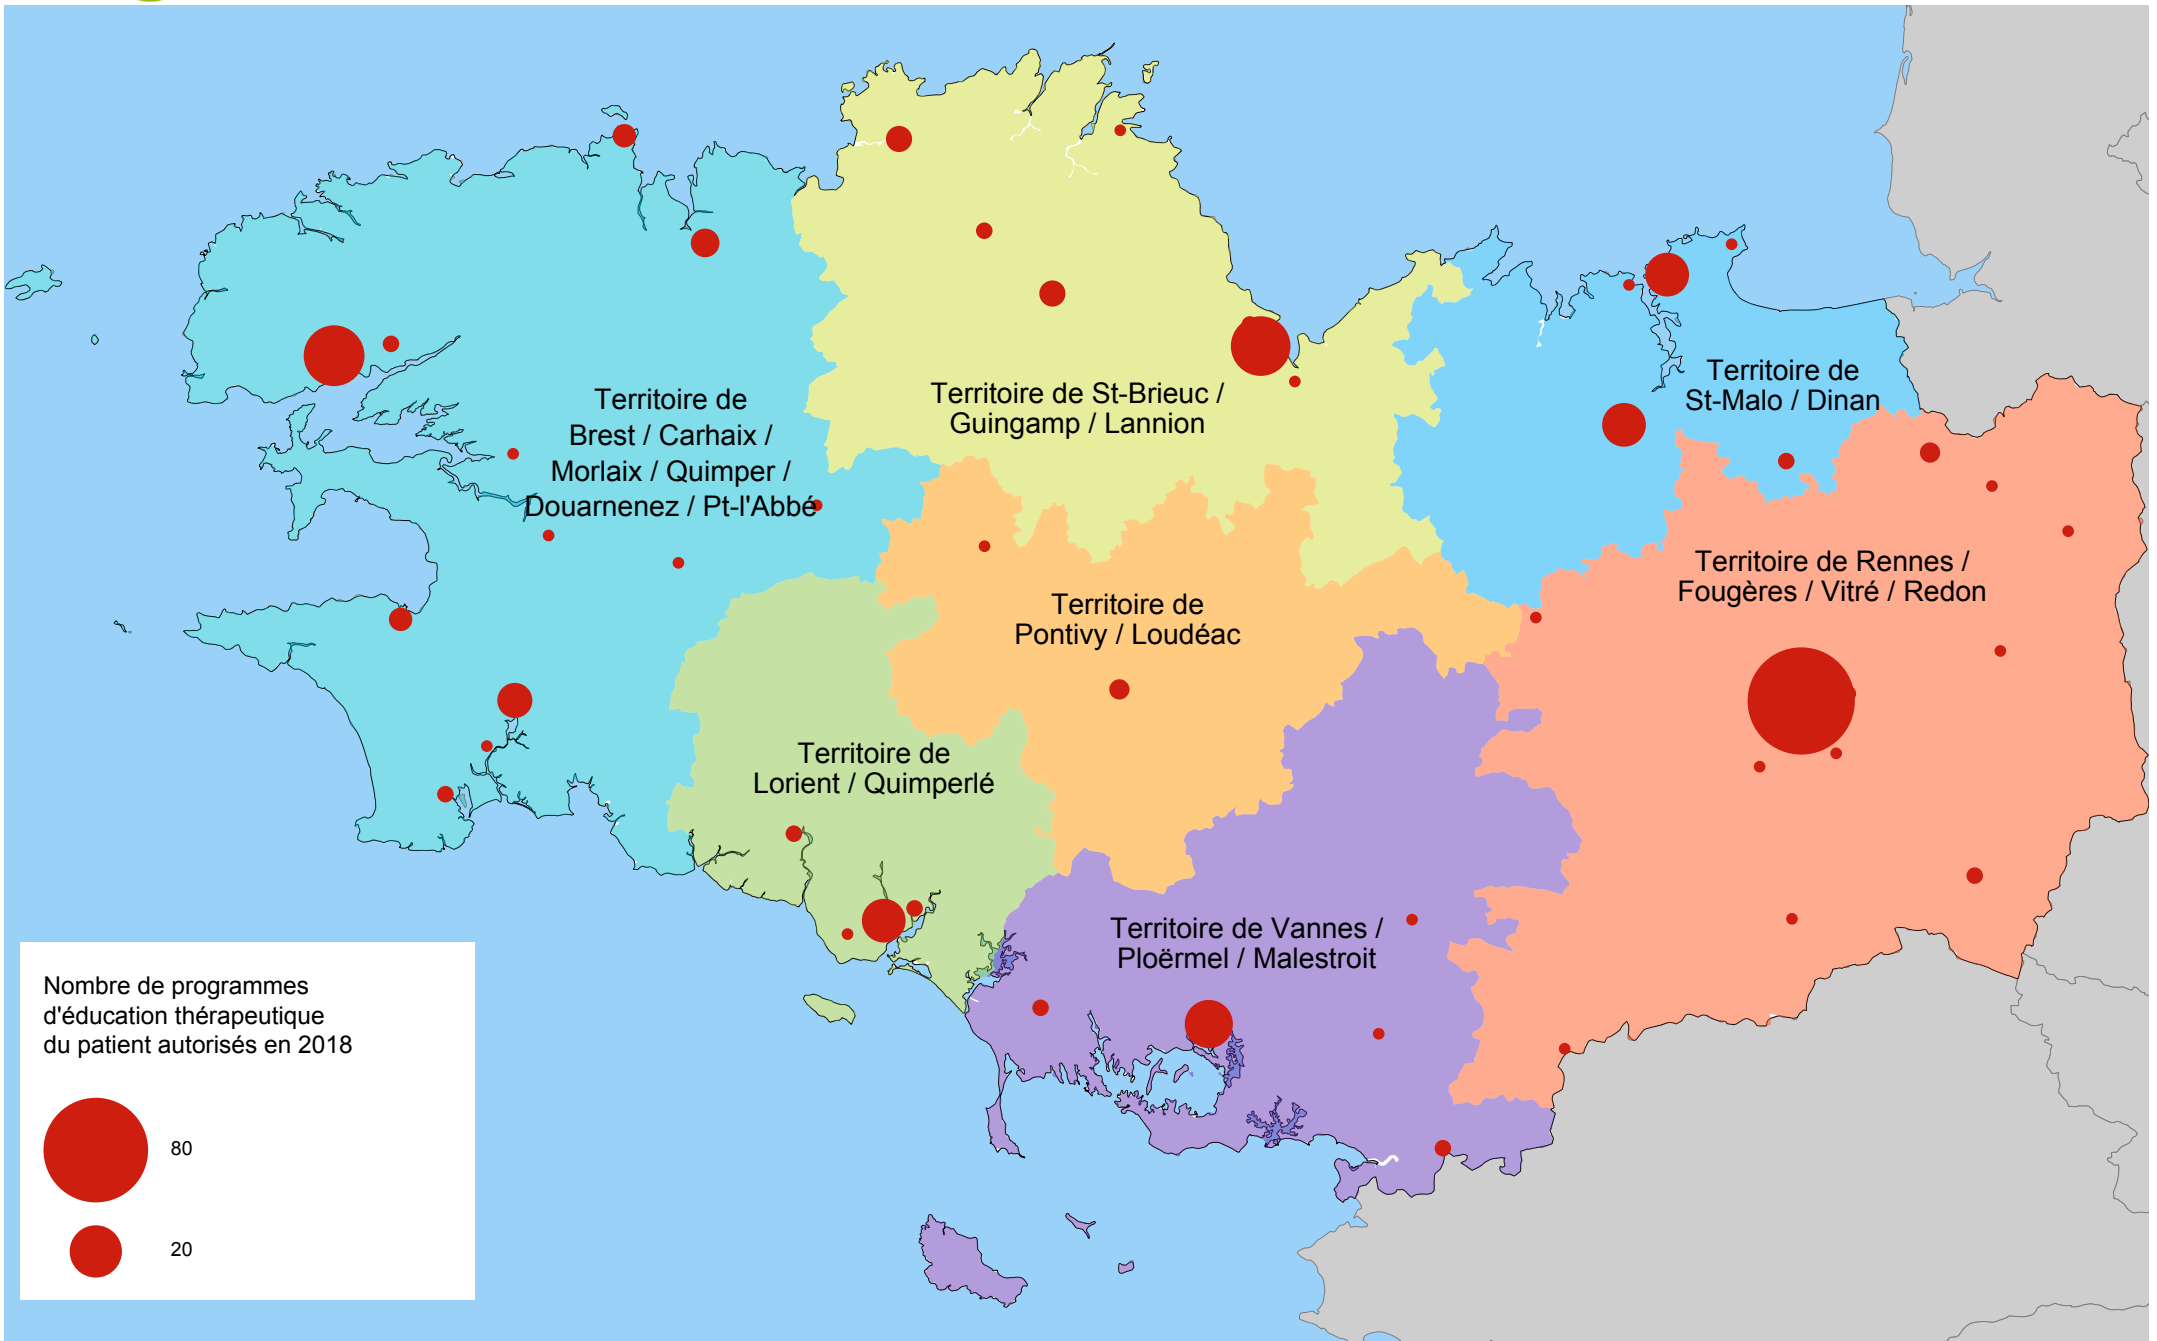 Territoire de
Brest / Carhaix /
Morlaix / Quimper /
Douarnenez / Pt-l'Abbé
Territoire de St-Brieuc /
Guingamp / Lannion
Territoire de
St-Malo / Dinan
Territoire de Rennes /
Fougères / Vitré / Redon
Territoire de
Pontivy / Loudéac
Territoire de
Lorient / Quimperlé
Territoire de Vannes /
Ploërmel / Malestroit
Nombre de programmes
d'éducation thérapeutique
du patient autorisés en 2018
80
20